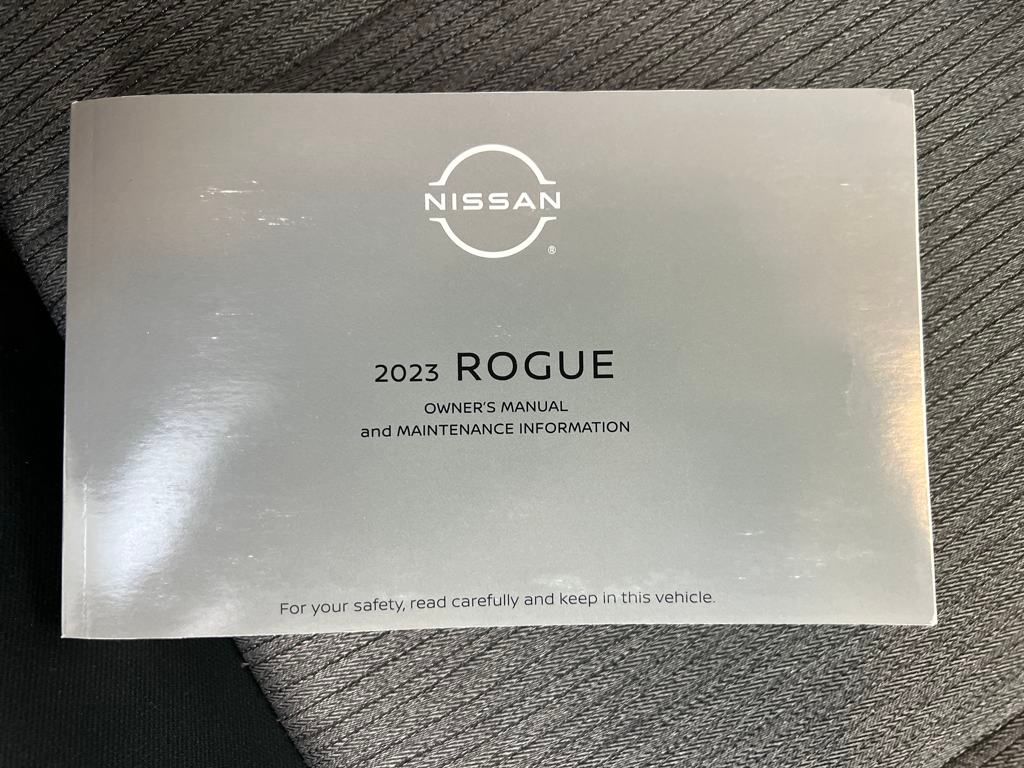 NISSAN
®
2023 ROGUE
OWNER'S MANUAL
and MAINTENANCE INFORMATION
For your safety, read carefully and keep in this vehicle.